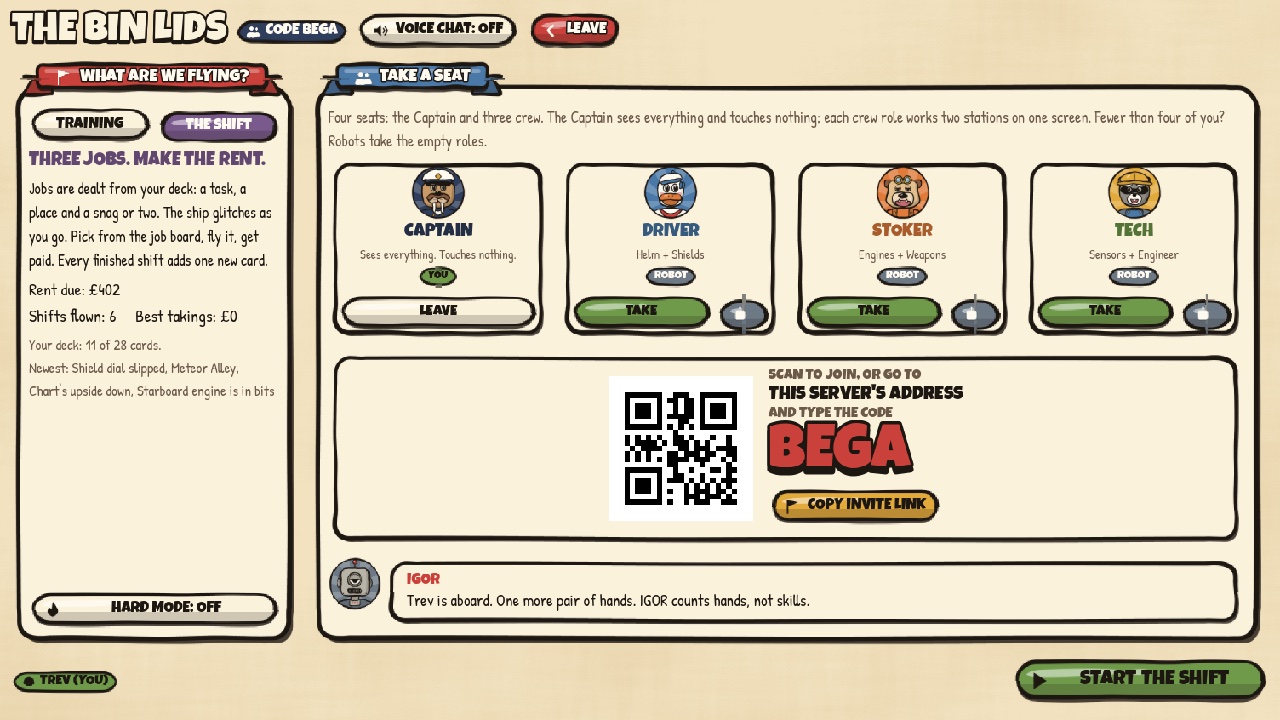 THE BIN LIDS
CODE BEGA
VOICE CHAT: OFF
LEAVE
WHAT ARE WE FLYING?
TRAINING
THE SHIFT
THREE JOBS. MAKE THE RENT.
Jobs are dealt from your deck: a task, a
place and a snag or two. The ship glitches as
you go. Pick from the job board, fly it, get
paid. Every finished shift adds one new card.
Rent due: £402
Shifts flown: 6 Best takings: £0
Your deck: 11 of 28 cards.
Newest: Shield dial slipped, Meteor Alley,
Chart's upside down, Starboard engine is in bits
HARD MODE: OFF
TAKE A SEAT
Four seats: the Captain and three crew. The Captain sees everything and touches nothing; each crew role works two stations on one screen. Fewer than four of you?
Robots take the empty roles.
CAPTAIN
Sees everything. Touches nothing.
YOU
LEAVE
DRIVER
Helm + Shields
ROBOT
TAKE
STOKER
Engines + Weapons
ROBOT
TAKE
TECH
Sensors + Engineer
ROBOT
TAKE
SCAN TO JOIN, OR GO TO
THIS SERVER'S ADDRESS
AND TYPE THE CODE
BEGA
COPY INVITE LINK
IGOR
Trev is aboard. One more pair of hands. IGOR counts hands, not skills.
TREV (YOU)
START THE SHIFT